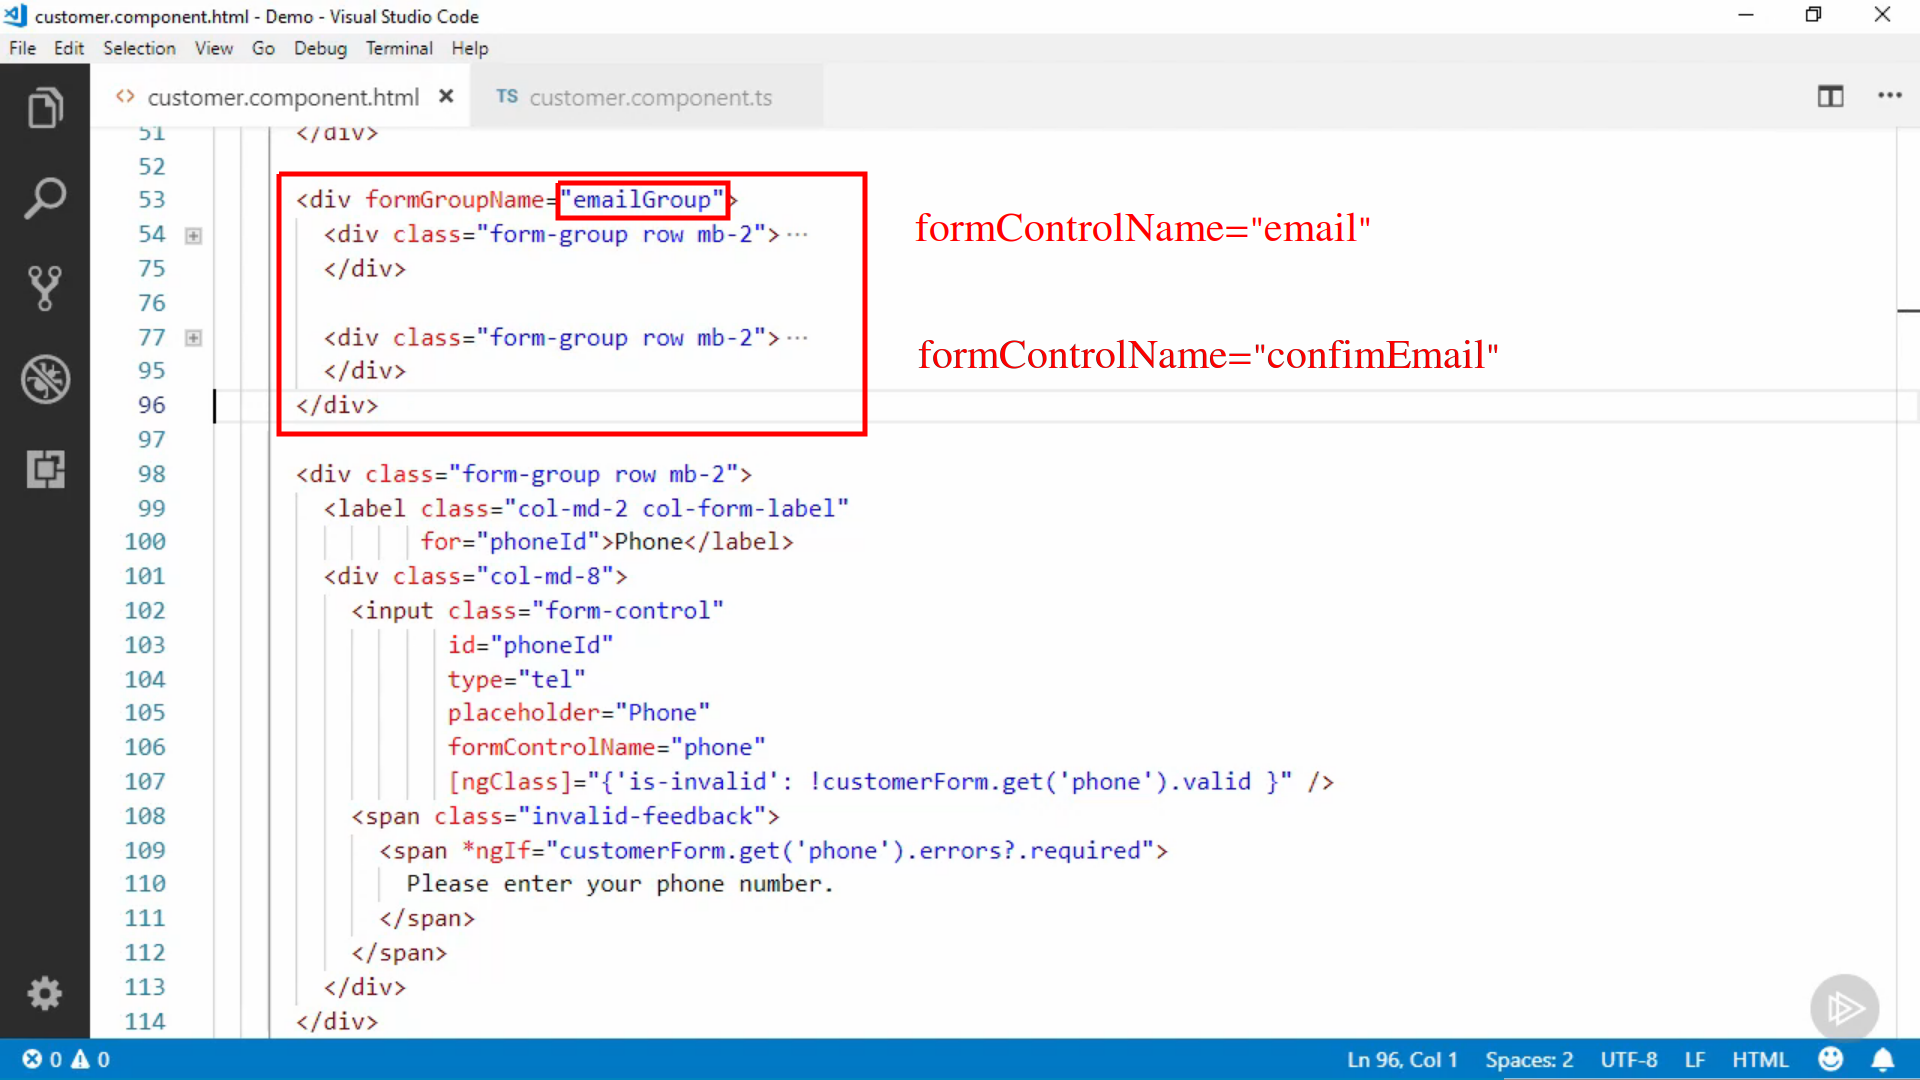 customer.component.html - Demo - Visual Studio Code
File Edit Selection View Go Debug Terminal Help
<> customer.component.html × TS customer.component.ts
51 </div>
52
53 <div formGroupName="emailGroup">
54 <div class="form-group row mb-2">...
75 </div>
76
77 <div class="form-group row mb-2">...
95 </div>
96 </div>
formControlName="email"
formControlName="confimEmail"
97
98 <div class="form-group row mb-2">
99 <label class="col-md-2 col-form-label"
100 for="phoneId">Phone</label>
101 <div class="col-md-8">
102 <input class="form-control"
103 id="phoneId"
104 type="tel"
105 placeholder="Phone"
106 formControlName="phone"
107 [ngClass]="{'is-invalid': !customerForm.get('phone').valid }" />
108 <span class="invalid-feedback">
109 <span *ngIf="customerForm.get('phone').errors?.required">
110 Please enter your phone number.
111 </span>
112 </span>
113 </div>
114 </div>
0 0 Ln 96, Col 1 Spaces: 2 UTF-8 LF HTML